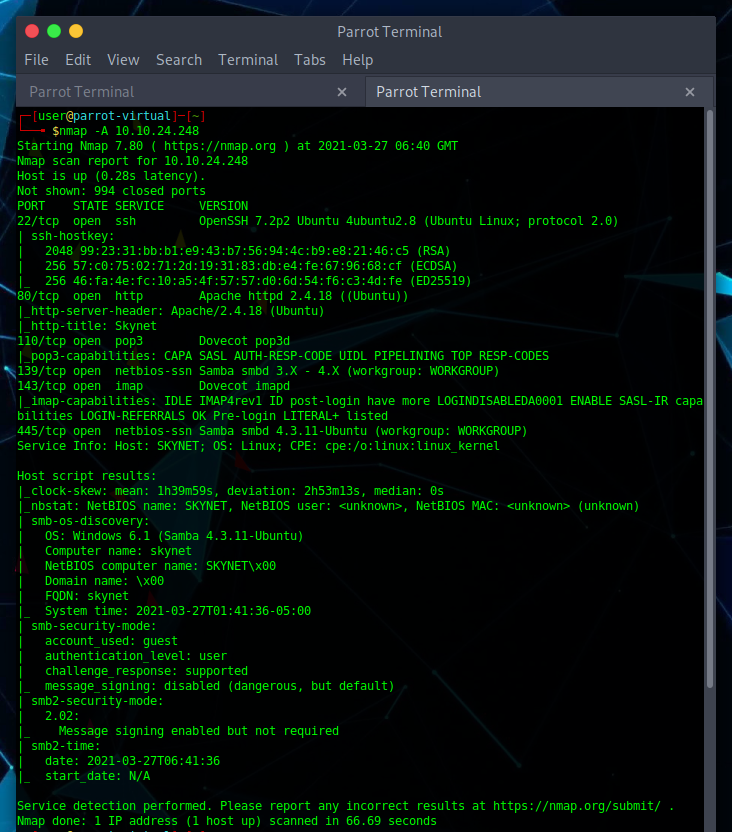 Parrot Terminal
File Edit View Search Terminal Tabs Help
Parrot Terminal × Parrot Terminal ×
┌─[user@parrot-virtual]─[~]
└──╼ $nmap -A 10.10.24.248
Starting Nmap 7.80 ( https://nmap.org ) at 2021-03-27 06:40 GMT
Nmap scan report for 10.10.24.248
Host is up (0.28s latency).
Not shown: 994 closed ports
PORT    STATE SERVICE     VERSION
22/tcp  open  ssh         OpenSSH 7.2p2 Ubuntu 4ubuntu2.8 (Ubuntu Linux; protocol 2.0)
| ssh-hostkey:
|   2048 99:23:31:bb:b1:e9:43:b7:56:94:4c:b9:e8:21:46:c5 (RSA)
|   256 57:c0:75:02:71:2d:19:31:83:db:e4:fe:67:96:68:cf (ECDSA)
|_  256 46:fa:4e:fc:10:a5:4f:57:57:d0:6d:54:f6:c3:4d:fe (ED25519)
80/tcp  open  http        Apache httpd 2.4.18 ((Ubuntu))
|_http-server-header: Apache/2.4.18 (Ubuntu)
|_http-title: Skynet
110/tcp open  pop3        Dovecot pop3d
|_pop3-capabilities: CAPA SASL AUTH-RESP-CODE UIDL PIPELINING TOP RESP-CODES
139/tcp open  netbios-ssn Samba smbd 3.X - 4.X (workgroup: WORKGROUP)
143/tcp open  imap        Dovecot imapd
|_imap-capabilities: IDLE IMAP4rev1 ID post-login have more LOGINDISABLEDA0001 ENABLE SASL-IR capa
bilities LOGIN-REFERRALS OK Pre-login LITERAL+ listed
445/tcp open  netbios-ssn Samba smbd 4.3.11-Ubuntu (workgroup: WORKGROUP)
Service Info: Host: SKYNET; OS: Linux; CPE: cpe:/o:linux:linux_kernel
Host script results:
|_clock-skew: mean: 1h39m59s, deviation: 2h53m13s, median: 0s
|_nbstat: NetBIOS name: SKYNET, NetBIOS user: <unknown>, NetBIOS MAC: <unknown> (unknown)
| smb-os-discovery:
|   OS: Windows 6.1 (Samba 4.3.11-Ubuntu)
|   Computer name: skynet
|   NetBIOS computer name: SKYNET\x00
|   Domain name: \x00
|   FQDN: skynet
|_  System time: 2021-03-27T01:41:36-05:00
| smb-security-mode:
|   account_used: guest
|   authentication_level: user
|   challenge_response: supported
|_  message_signing: disabled (dangerous, but default)
| smb2-security-mode:
|   2.02:
|_    Message signing enabled but not required
| smb2-time:
|   date: 2021-03-27T06:41:36
|_  start_date: N/A
Service detection performed. Please report any incorrect results at https://nmap.org/submit/ .
Nmap done: 1 IP address (1 host up) scanned in 66.69 seconds